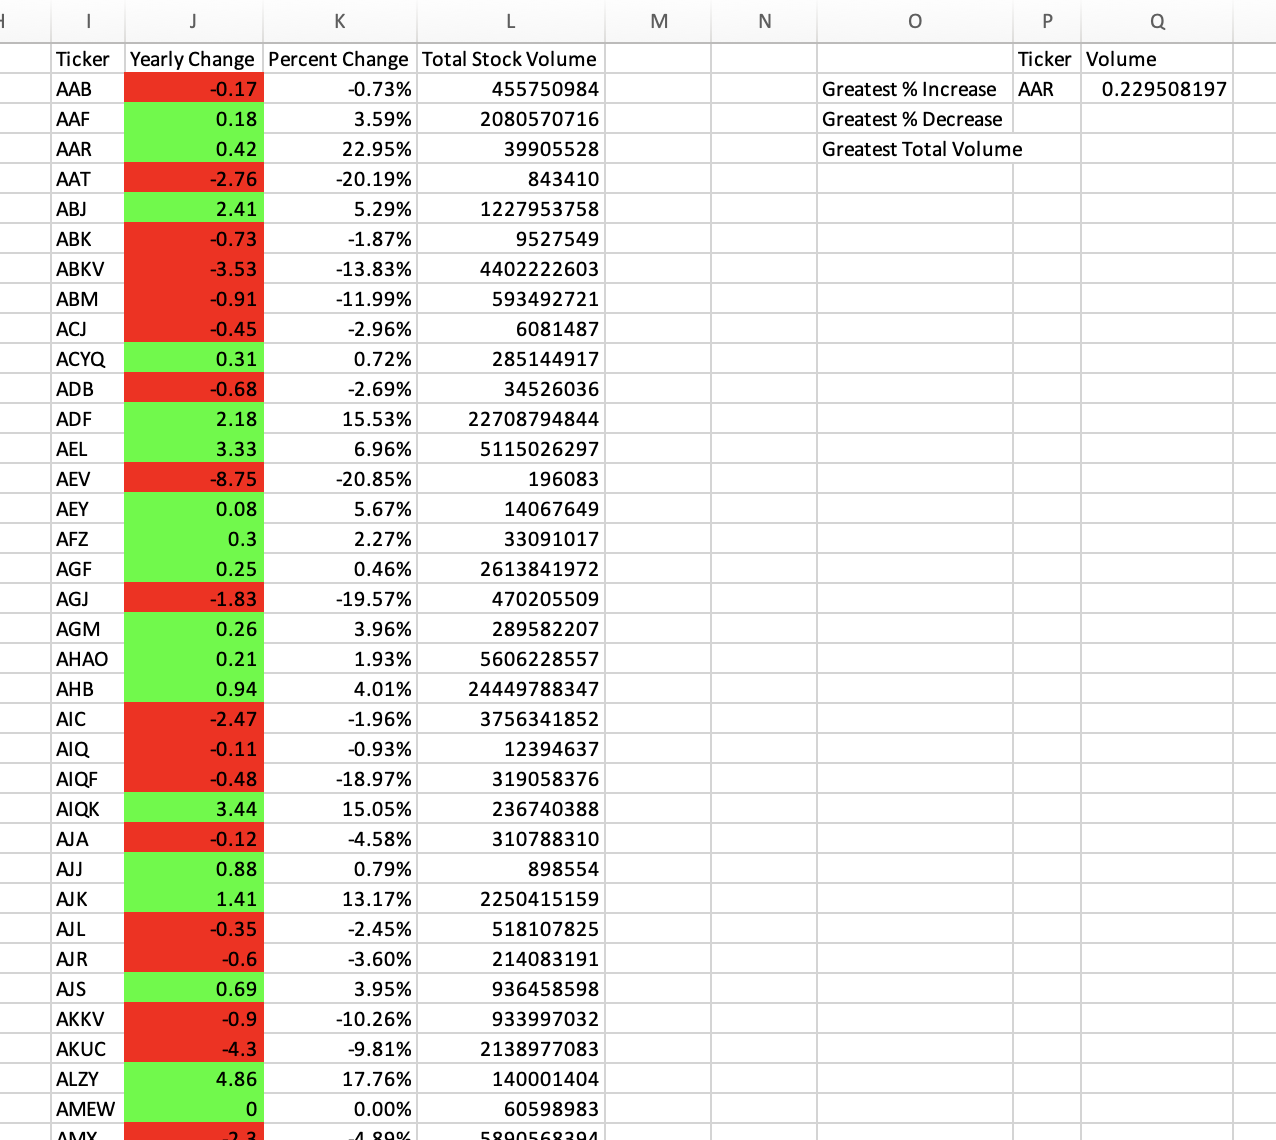 H I J K L M N O P Q
Ticker Yearly Change Percent Change Total Stock Volume Ticker Volume
AAB -0.17 -0.73% 455750984 Greatest % Increase AAR 0.229508197
AAF 0.18 3.59% 2080570716 Greatest % Decrease
AAR 0.42 22.95% 39905528 Greatest Total Volume
AAT -2.76 -20.19% 843410
ABJ 2.41 5.29% 1227953758
ABK -0.73 -1.87% 9527549
ABKV -3.53 -13.83% 4402222603
ABM -0.91 -11.99% 593492721
ACJ -0.45 -2.96% 6081487
ACYQ 0.31 0.72% 285144917
ADB -0.68 -2.69% 34526036
ADF 2.18 15.53% 22708794844
AEL 3.33 6.96% 5115026297
AEV -8.75 -20.85% 196083
AEY 0.08 5.67% 14067649
AFZ 0.3 2.27% 33091017
AGF 0.25 0.46% 2613841972
AGJ -1.83 -19.57% 470205509
AGM 0.26 3.96% 289582207
AHAO 0.21 1.93% 5606228557
AHB 0.94 4.01% 24449788347
AIC -2.47 -1.96% 3756341852
AIQ -0.11 -0.93% 12394637
AIQF -0.48 -18.97% 319058376
AIQK 3.44 15.05% 236740388
AJA -0.12 -4.58% 310788310
AJJ 0.88 0.79% 898554
AJK 1.41 13.17% 2250415159
AJL -0.35 -2.45% 518107825
AJR -0.6 -3.60% 214083191
AJS 0.69 3.95% 936458598
AKKV -0.9 -10.26% 933997032
AKUC -4.3 -9.81% 2138977083
ALZY 4.86 17.76% 140001404
AMEW 0 0.00% 60598983
AMX -2.3 -4.89% 5890568394